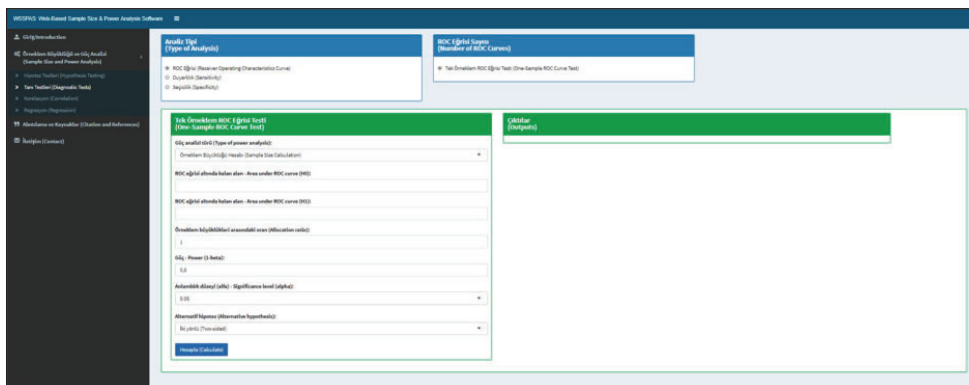 WSSPAS: Web-Based Sample Size & Power Analysis Software
Giriş/Introduction
Örneklem Büyüklüğü ve Güç Analizi
(Sample Size and Power Analysis)
Hipotez Testleri (Hypothesis Testing)
Tanı Testleri (Diagnostic Tests)
Korelasyon (Correlation)
Regresyon (Regression)
Alıntılama ve Kaynaklar (Citation and References)
İletişim (Contact)
Analiz Tipi
(Type of Analysis)
ROC Eğrisi (Receiver Operating Characteristics Curve)
Duyarlılık (Sensitivity)
Seçicilik (Specificity)
ROC Eğrisi Sayısı
(Number of ROC Curves)
Tek Örneklem ROC Eğrisi Testi (One-Sample ROC Curve Test)
Tek Örneklem ROC Eğrisi Testi
(One-Sample ROC Curve Test)
Güç analizi türü (Type of power analysis):
Örneklem Büyüklüğü Hesabı (Sample Size Calculation)
ROC eğrisi altında kalan alan - Area under ROC curve (H0):
ROC eğrisi altında kalan alan - Area under ROC curve (H1):
Örneklem büyüklükleri arasındaki oran (Allocation ratio):
1
Güç - Power (1-beta):
0,8
Anlamlılık düzeyi (alfa) - Significance level (alpha):
0.05
Alternatif hipotez (Alternative hypothesis):
İki yönlü (Two-sided)
Hesapla (Calculate)
Çıktılar
(Outputs)